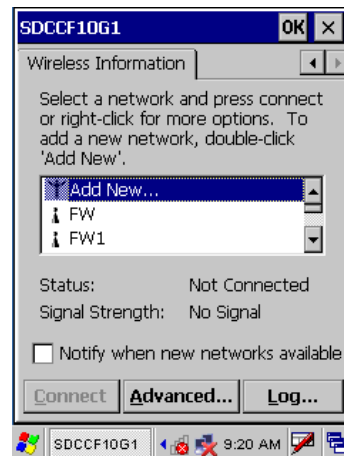 SDCCF10G1 OK ×
Wireless Information
Select a network and press connect
or right-click for more options. To
add a new network, double-click
'Add New'.
Add New...
FW
FW1
Status: Not Connected
Signal Strength: No Signal
Notify when new networks available
Connect Advanced... Log...
SDCCF10G1 9:20 AM